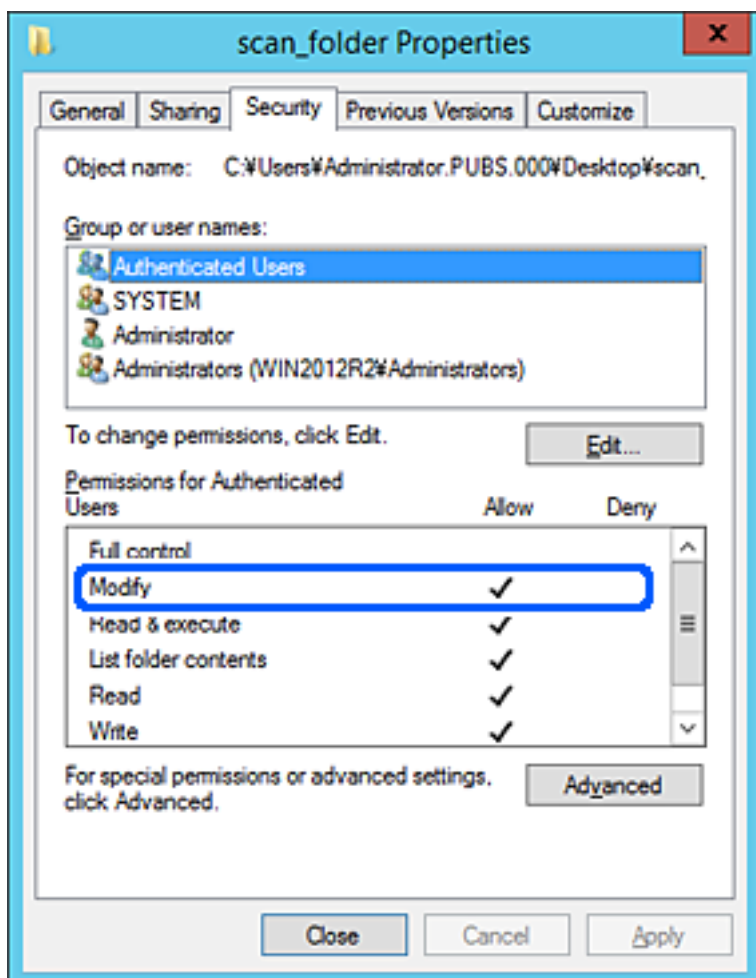 scan_folder Properties
x
General Sharing Security Previous Versions Customize
Object name: C:¥Users¥Administrator.PUBS.000¥Desktop¥scan_
Group or user names:
Authenticated Users
SYSTEM
Administrator
Administrators (WIN2012R2¥Administrators)
To change permissions, click Edit.
Edit...
Permissions for Authenticated
Users Allow Deny
Full control
Modify
Read & execute
List folder contents
Read
Write
For special permissions or advanced settings,
click Advanced.
Advanced
Close Cancel Apply